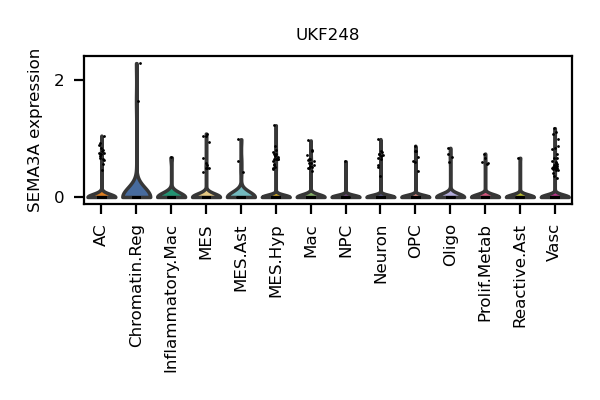 UKF248
SEMA3A expression
2
0
AC
Chromatin.Reg
Inflammatory.Mac
MES
MES.Ast
MES.Hyp
Mac
NPC
Neuron
OPC
Oligo
Prolif.Metab
Reactive.Ast
Vasc